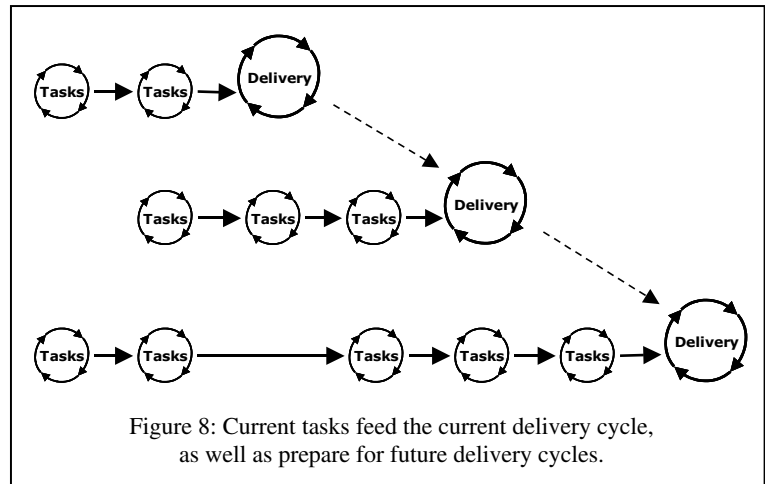 Tasks Tasks Delivery
Tasks Tasks Tasks Delivery
Tasks Tasks Tasks Tasks Tasks Delivery
Figure 8: Current tasks feed the current delivery cycle,
as well as prepare for future delivery cycles.